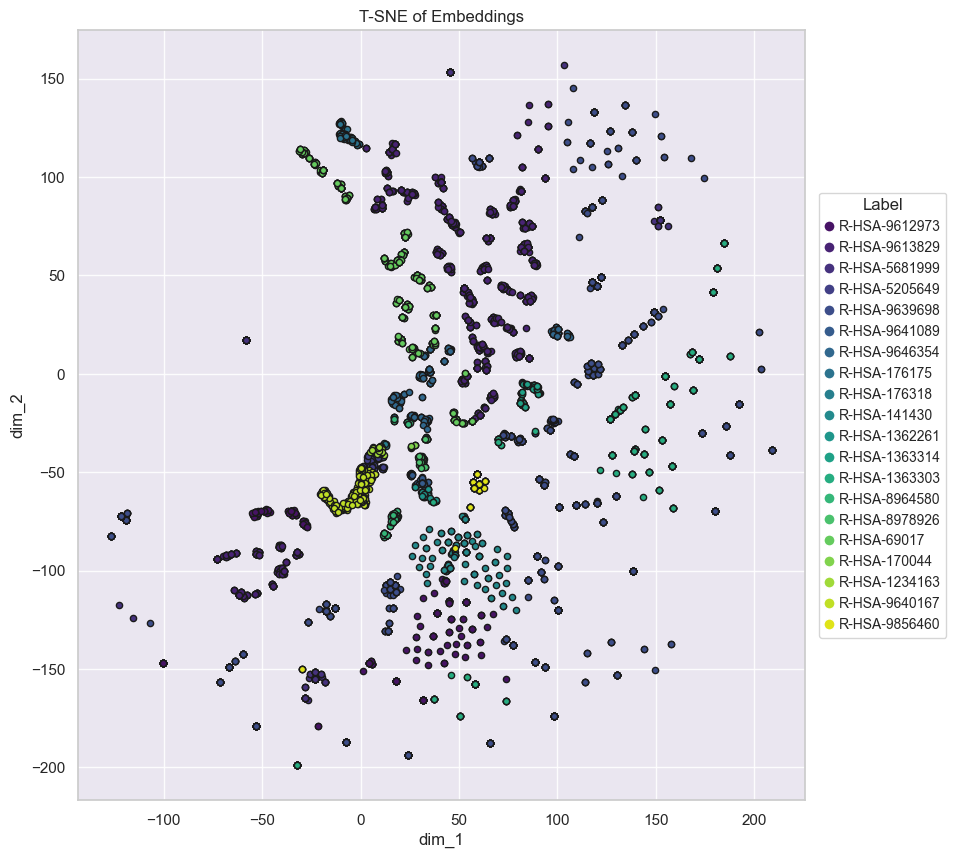 T-SNE of Embeddings
150
100
50
0
−50
−100
−150
−200
dim_2
−100
−50
0
50
100
150
200
dim_1
Label
R-HSA-9612973
R-HSA-9613829
R-HSA-5681999
R-HSA-5205649
R-HSA-9639698
R-HSA-9641089
R-HSA-9646354
R-HSA-176175
R-HSA-176318
R-HSA-141430
R-HSA-1362261
R-HSA-1363314
R-HSA-1363303
R-HSA-8964580
R-HSA-8978926
R-HSA-69017
R-HSA-170044
R-HSA-1234163
R-HSA-9640167
R-HSA-9856460